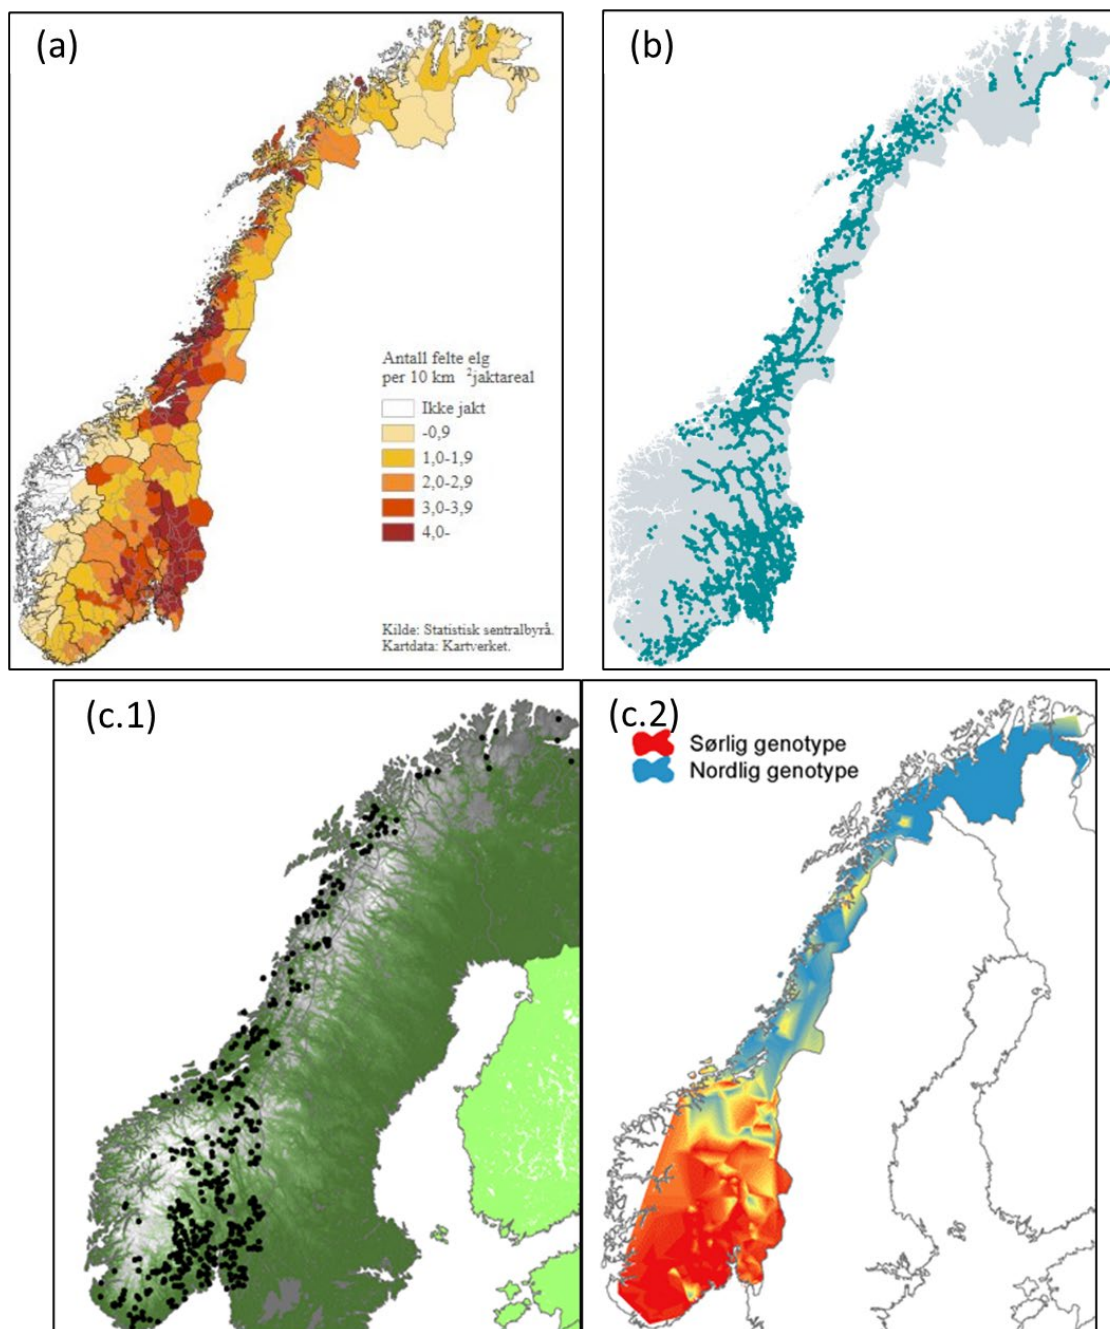 (a)
Antall felte elg
per 10 km ²jaktareal
Ikke jakt
-0,9
1,0-1,9
2,0-2,9
3,0-3,9
4,0-
Kilde: Statistisk sentralbyrå.
Kartdata: Kartverket.
(b)
(c.1)
(c.2)
Sørlig genotype
Nordlig genotype